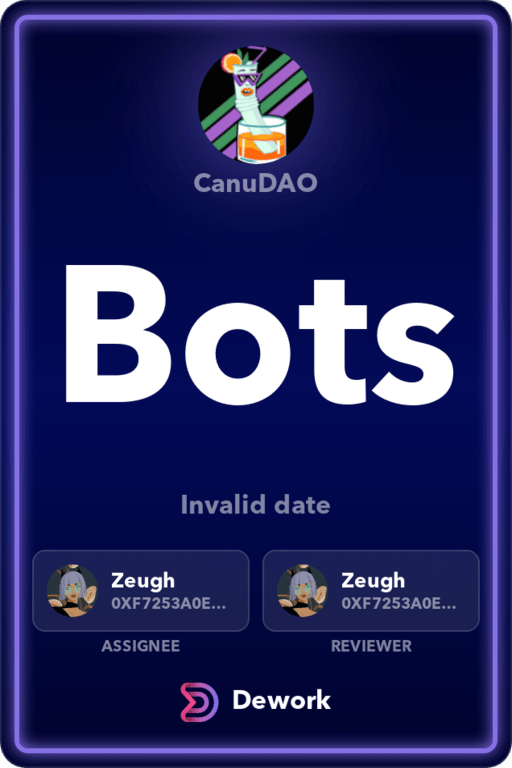 CanuDAO
Bots
Invalid date
Zeugh
0XF7253A0E...
Zeugh
0XF7253A0E...
ASSIGNEE
REVIEWER
Dework